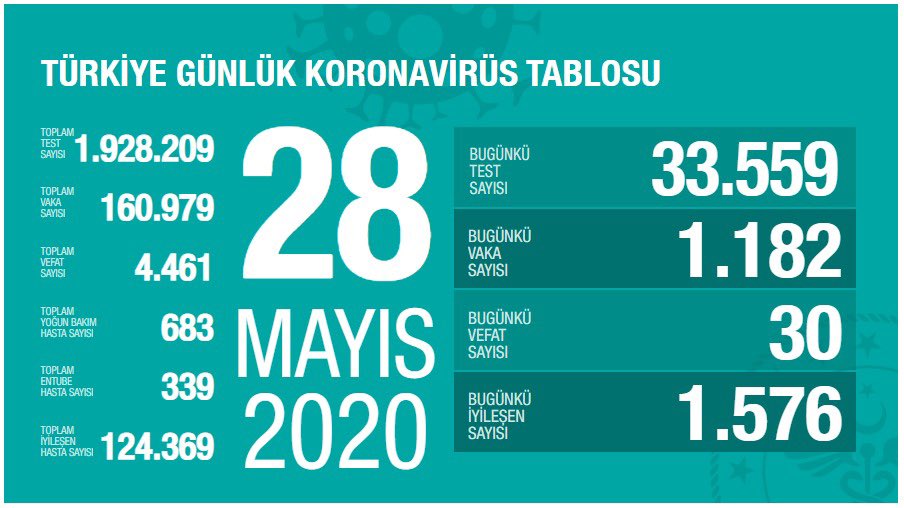 TÜRKİYE GÜNLÜK KORONAVİRÜS TABLOSU
TOPLAM
TEST
SAYISI
1.928.209
TOPLAM
VAKA
SAYISI
160.979
TOPLAM
VEFAT
SAYISI
4.461
TOPLAM
YOĞUN BAKIM
HASTA SAYISI
683
TOPLAM
ENTUBE
HASTA SAYISI
339
TOPLAM
İYİLEŞEN
HASTA SAYISI
124.369
28
MAYIS
2020
BUGÜNKÜ
TEST
SAYISI
33.559
BUGÜNKÜ
VAKA
SAYISI
1.182
BUGÜNKÜ
VEFAT
SAYISI
30
BUGÜNKÜ
İYİLEŞEN
SAYISI
1.576